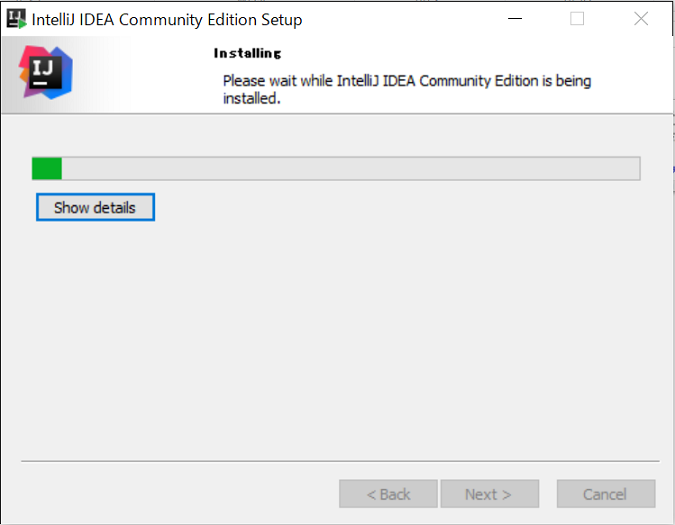 IntelliJ IDEA Community Edition Setup
IJ
Installing
Please wait while IntelliJ IDEA Community Edition is being
installed.
Show details
< Back
Next >
Cancel